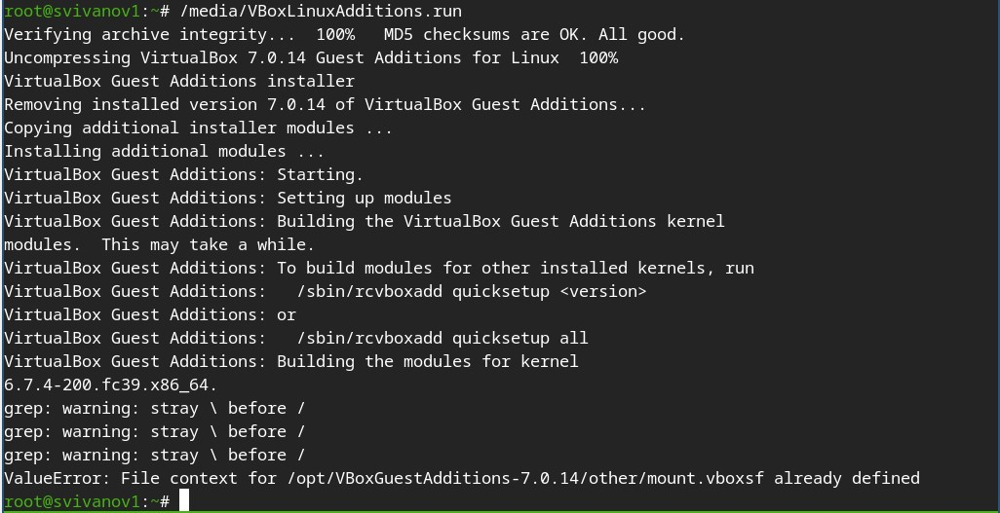 root@svivanov1:~# /media/VBoxLinuxAdditions.run
Verifying archive integrity...  100%   MD5 checksums are OK. All good.
Uncompressing VirtualBox 7.0.14 Guest Additions for Linux  100%
VirtualBox Guest Additions installer
Removing installed version 7.0.14 of VirtualBox Guest Additions...
Copying additional installer modules ...
Installing additional modules ...
VirtualBox Guest Additions: Starting.
VirtualBox Guest Additions: Setting up modules
VirtualBox Guest Additions: Building the VirtualBox Guest Additions kernel
modules.  This may take a while.
VirtualBox Guest Additions: To build modules for other installed kernels, run
VirtualBox Guest Additions:   /sbin/rcvboxadd quicksetup <version>
VirtualBox Guest Additions: or
VirtualBox Guest Additions:   /sbin/rcvboxadd quicksetup all
VirtualBox Guest Additions: Building the modules for kernel
6.7.4-200.fc39.x86_64.
grep: warning: stray \ before /
grep: warning: stray \ before /
grep: warning: stray \ before /
ValueError: File context for /opt/VBoxGuestAdditions-7.0.14/other/mount.vboxsf already defined
root@svivanov1:~#